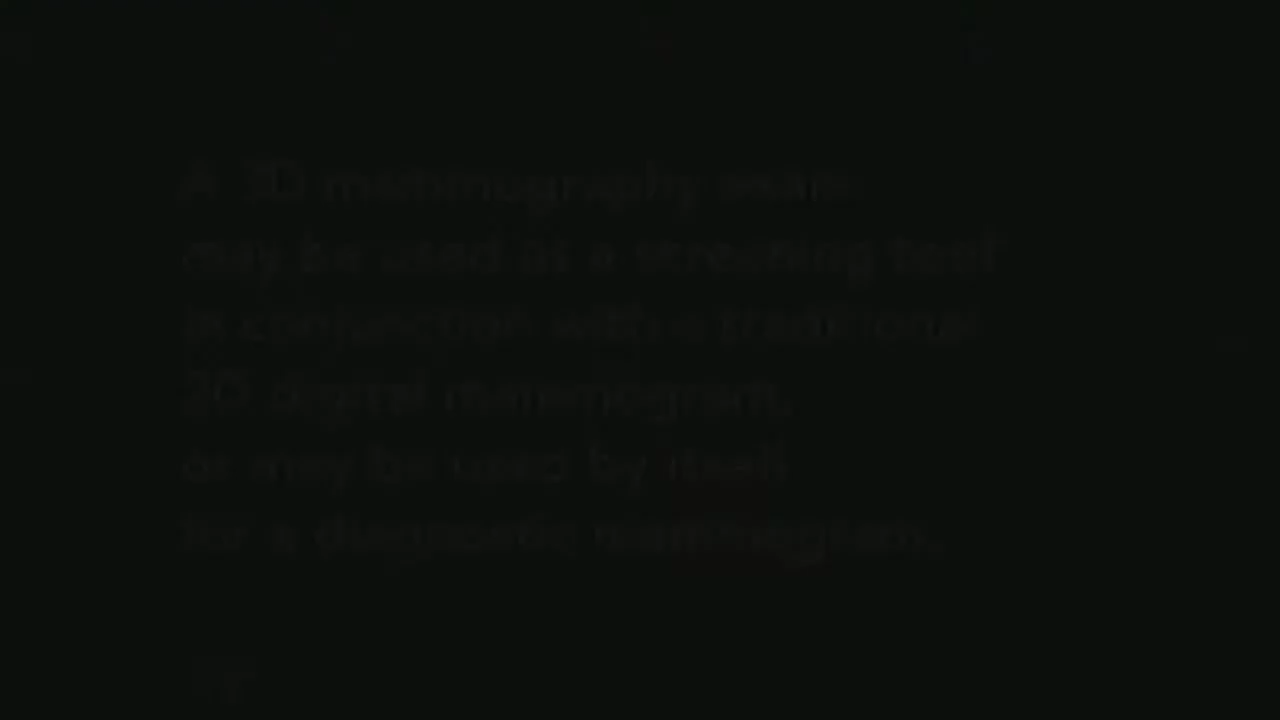 A 3D mammography exam
may be used as a screening tool
in conjunction with a traditional
2D digital mammogram,
or may be used by itself
for a diagnostic mammogram.